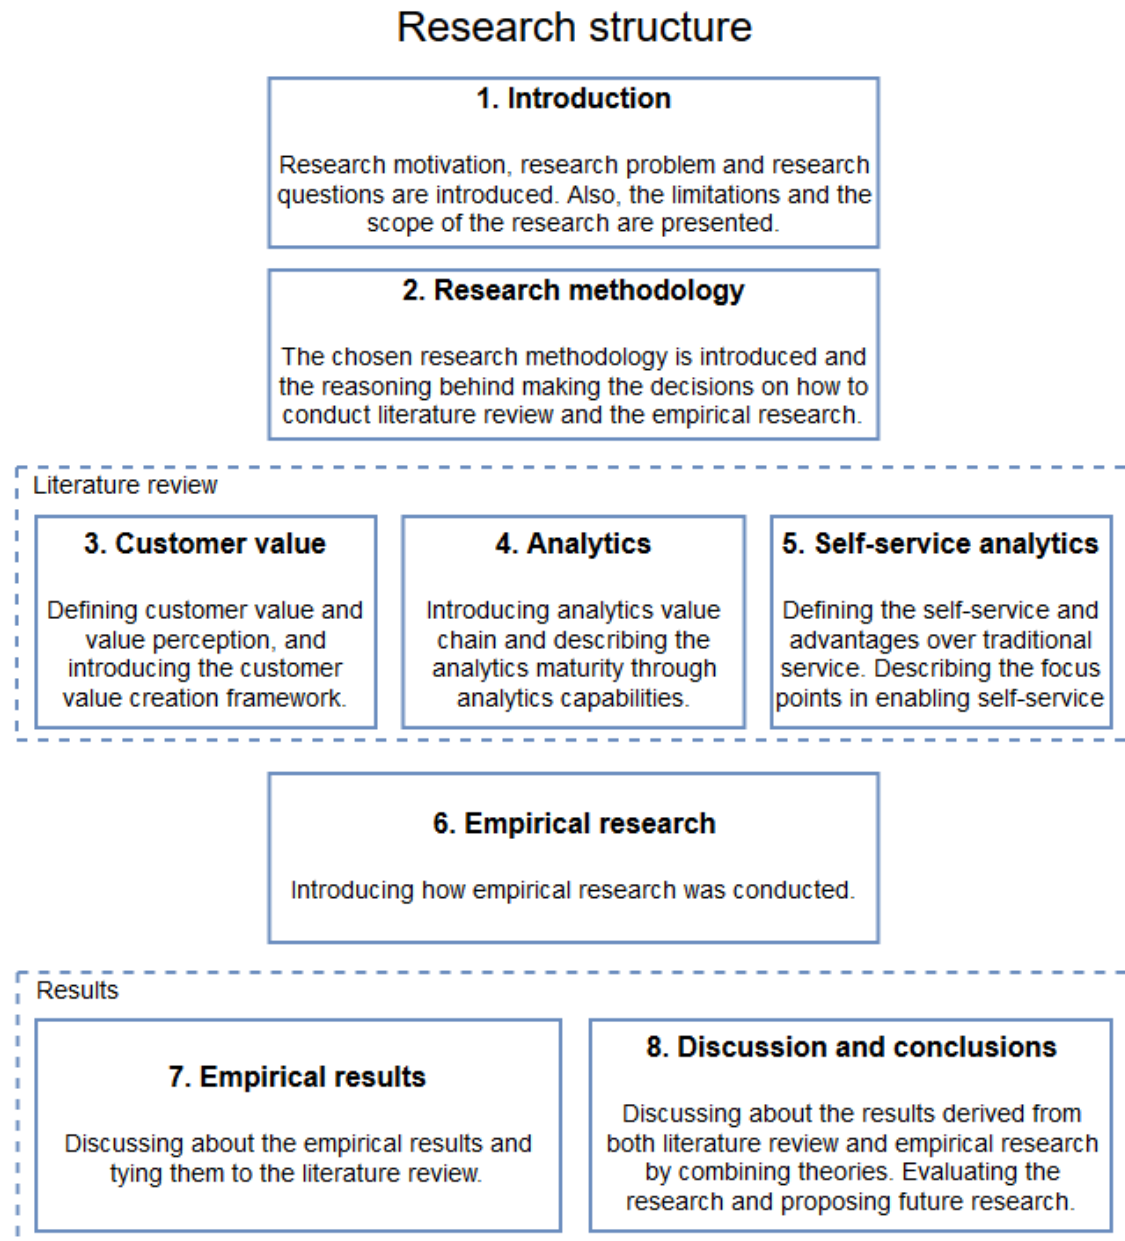 Research structure
1. Introduction
Research motivation, research problem and research
questions are introduced. Also, the limitations and the
scope of the research are presented.
2. Research methodology
The chosen research methodology is introduced and
the reasoning behind making the decisions on how to
conduct literature review and the empirical research.
Literature review
3. Customer value
Defining customer value and
value perception, and
introducing the customer
value creation framework.
4. Analytics
Introducing analytics value
chain and describing the
analytics maturity through
analytics capabilities.
5. Self-service analytics
Defining the self-service and
advantages over traditional
service. Describing the focus
points in enabling self-service
6. Empirical research
Introducing how empirical research was conducted.
Results
7. Empirical results
Discussing about the empirical results and
tying them to the literature review.
8. Discussion and conclusions
Discussing about the results derived from
both literature review and empirical research
by combining theories. Evaluating the
research and proposing future research.